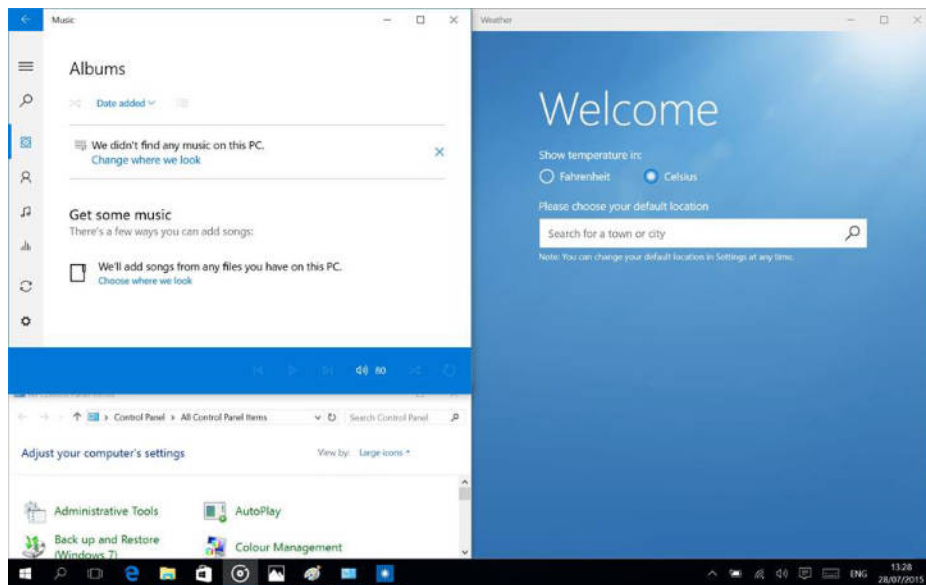 Music
Albums
Date added
We didn't find any music on this PC.
Change where we look
Get some music
There's a few ways you can add songs:
We'll add songs from any files you have on this PC.
Choose where we look
80
Control Panel > All Control Panel Items
Search Control Panel
Adjust your computer's settings
View by: Large icons
Administrative Tools
AutoPlay
Back up and Restore
(Windows 7)
Colour Management
Weather
Welcome
Show temperature in:
Fahrenheit
Celsius
Please choose your default location
Search for a town or city
Note: You can change your default location in Settings at any time.
ENG
13:28
28/07/2015